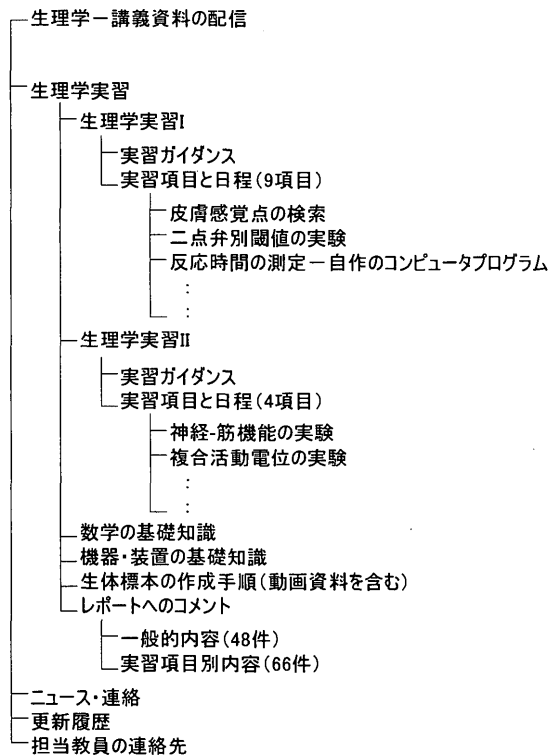 生理学－講義資料の配信
生理学実習
生理学実習I
実習ガイダンス
実習項目と日程(9項目)
皮膚感覚点の検索
二点弁別閾値の実験
反応時間の測定－自作のコンピュータプログラム
:
:
生理学実習II
実習ガイダンス
実習項目と日程(4項目)
神経-筋機能の実験
複合活動電位の実験
:
:
数学の基礎知識
機器・装置の基礎知識
生体標本の作成手順(動画資料を含む)
レポートへのコメント
一般的内容(48件)
実習項目別内容(66件)
ニュース・連絡
更新履歴
担当教員の連絡先